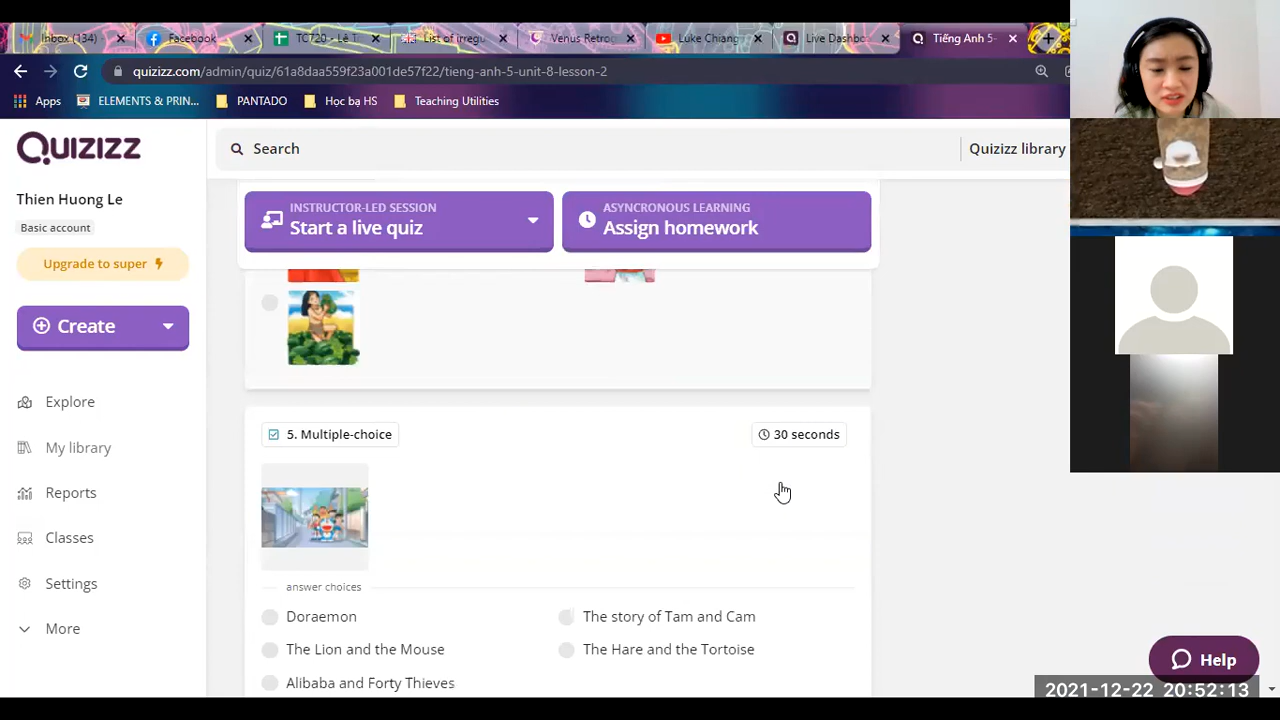 Inbox (134)
Facebook
TC720 - Lê T
List of irregu
Venus Retrog
Luke Chiang
Live Dashbo
Tiếng Anh 5-
quizizz.com/admin/quiz/61a8daa559f23a001de57f22/tieng-anh-5-unit-8-lesson-2
Apps
ELEMENTS & PRIN...
PANTADO
Học bạ HS
Teaching Utilities
QUIZIZZ
Search
Quizizz library
Thien Huong Le
Basic account
Upgrade to super
Create
Explore
My library
Reports
Classes
Settings
More
INSTRUCTOR-LED SESSION
Start a live quiz
ASYNCRONOUS LEARNING
Assign homework
5. Multiple-choice
30 seconds
answer choices
Doraemon
The story of Tam and Cam
The Lion and the Mouse
The Hare and the Tortoise
Alibaba and Forty Thieves
Help
2021-12-22 20:52:13